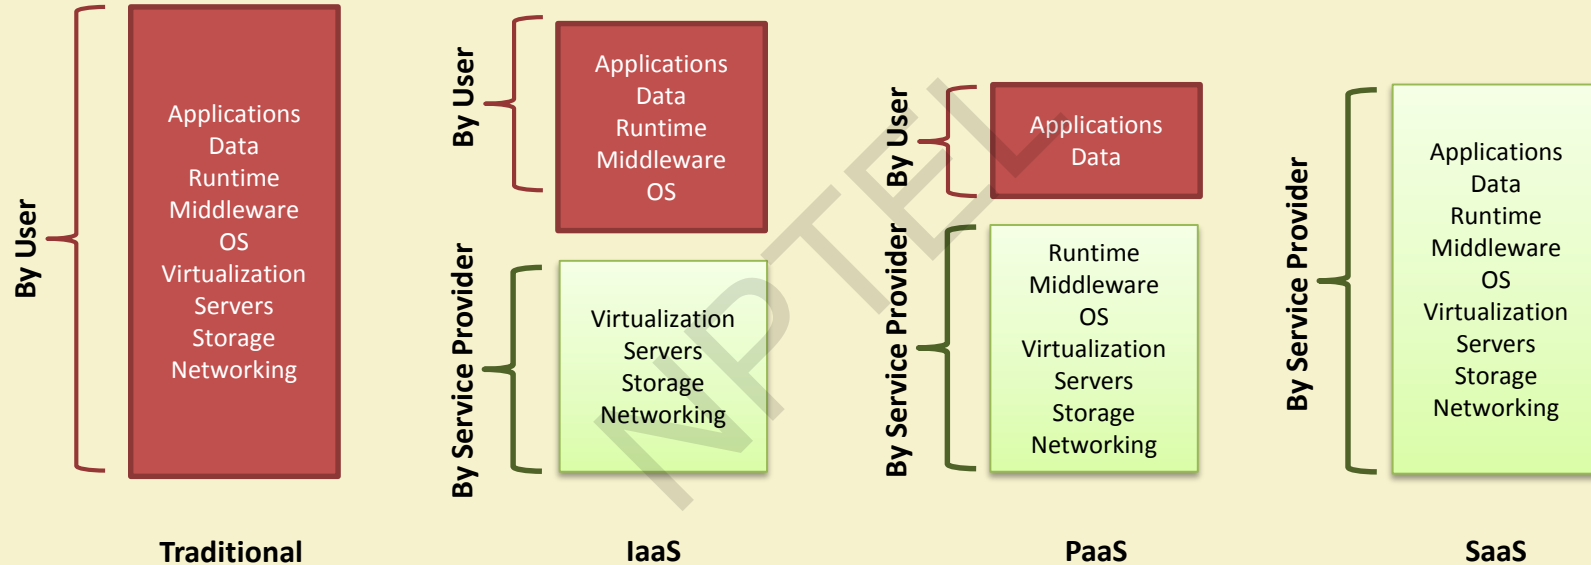 By User
Applications
Data
Runtime
Middleware
OS
Virtualization
Servers
Storage
Networking
Traditional
By User
Applications
Data
Runtime
Middleware
OS
By Service Provider
Virtualization
Servers
Storage
Networking
IaaS
By User
Applications
Data
By Service Provider
Runtime
Middleware
OS
Virtualization
Servers
Storage
Networking
PaaS
By Service Provider
Applications
Data
Runtime
Middleware
OS
Virtualization
Servers
Storage
Networking
SaaS
NPTEL